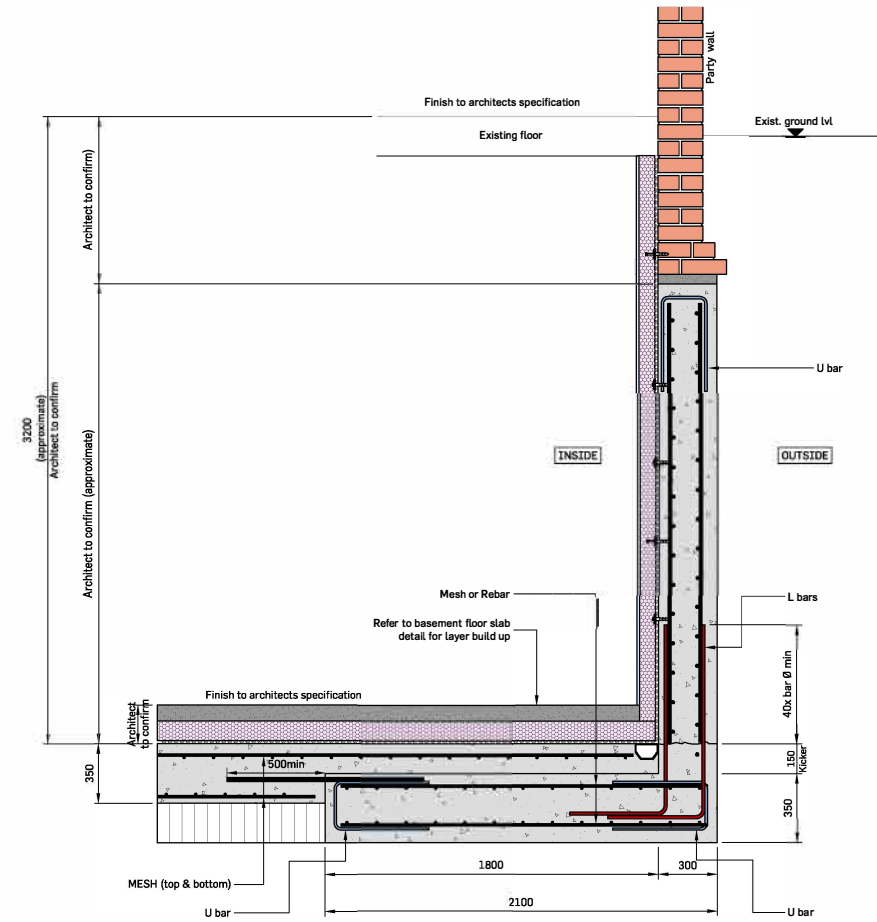 Party wall
Finish to architects specification
Exist. ground lvl
Existing floor
Architect to confirm)
U bar
3200
(approximate)
Architect to confirm
Architect to confirm (approximate)
INSIDE
OUTSIDE
Mesh or Rebar
L bars
Refer to basement floor slab
detail for layer build up
40x bar Ø min
Finish to architects specification
Architect
to confirm
150
Kicker
500min
350
350
1800
300
MESH (top & bottom)
2100
U bar
U bar